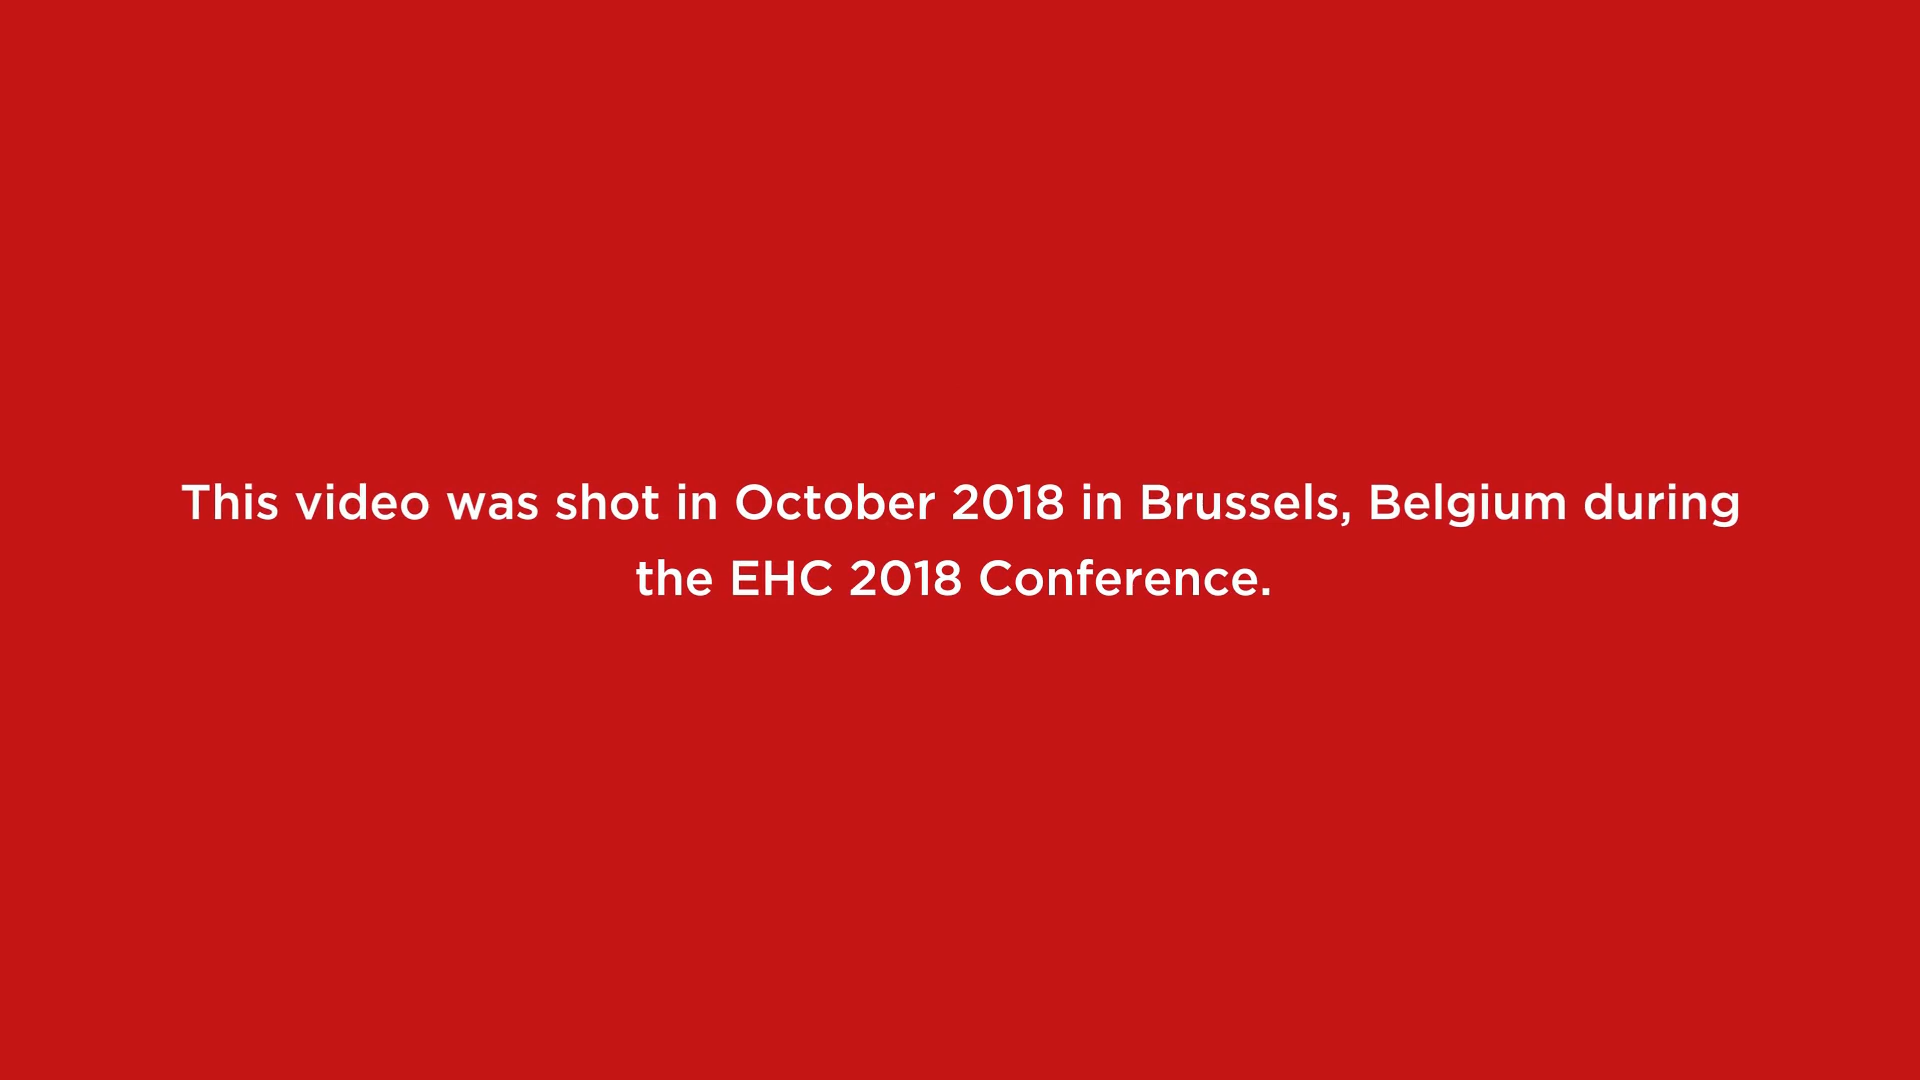 This video was shot in October 2018 in Brussels, Belgium during
the EHC 2018 Conference.